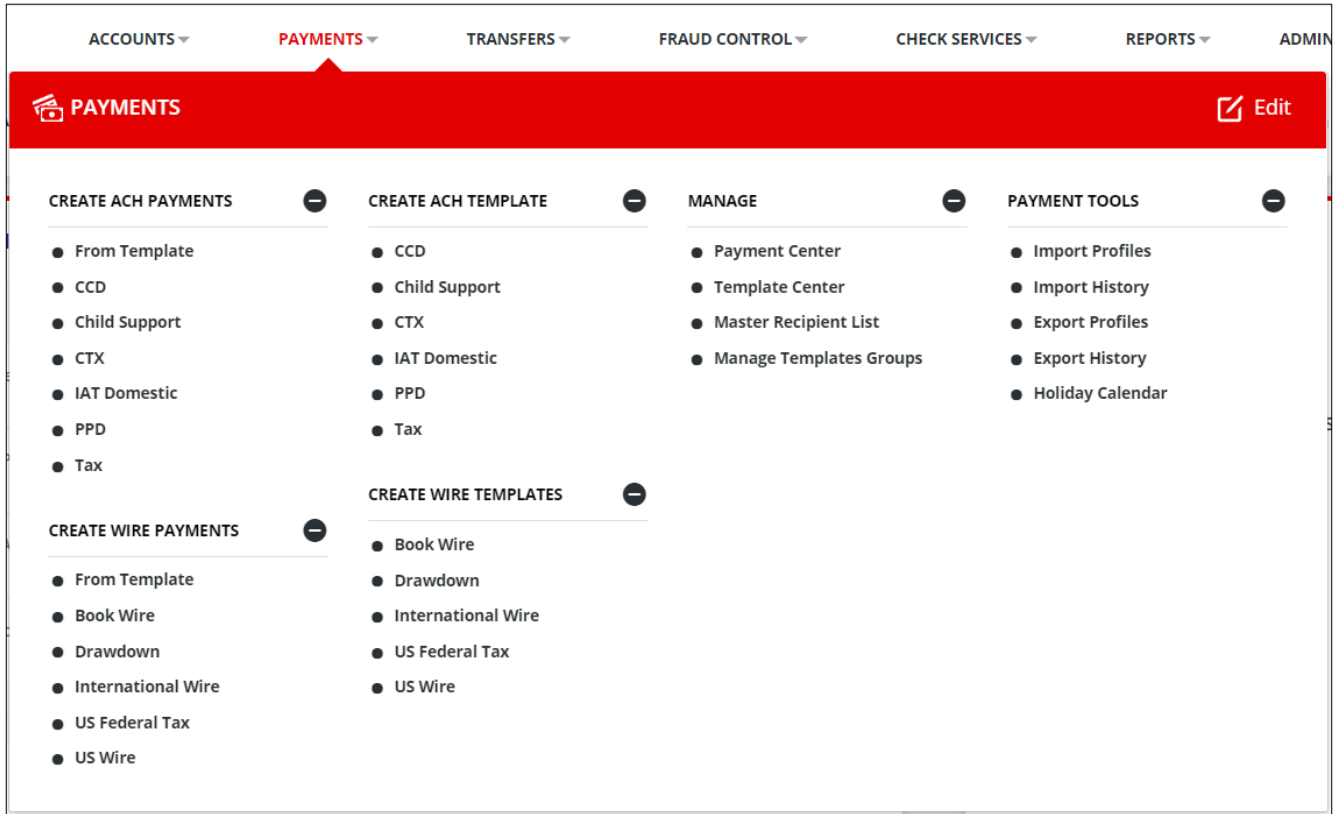 ACCOUNTS PAYMENTS TRANSFERS FRAUD CONTROL CHECK SERVICES REPORTS ADMIN
PAYMENTS Edit
CREATE ACH PAYMENTS
From Template
CCD
Child Support
CTX
IAT Domestic
PPD
Tax
CREATE WIRE PAYMENTS
From Template
Book Wire
Drawdown
International Wire
US Federal Tax
US Wire
CREATE ACH TEMPLATE
CCD
Child Support
CTX
IAT Domestic
PPD
Tax
CREATE WIRE TEMPLATES
Book Wire
Drawdown
International Wire
US Federal Tax
US Wire
MANAGE
Payment Center
Template Center
Master Recipient List
Manage Templates Groups
PAYMENT TOOLS
Import Profiles
Import History
Export Profiles
Export History
Holiday Calendar